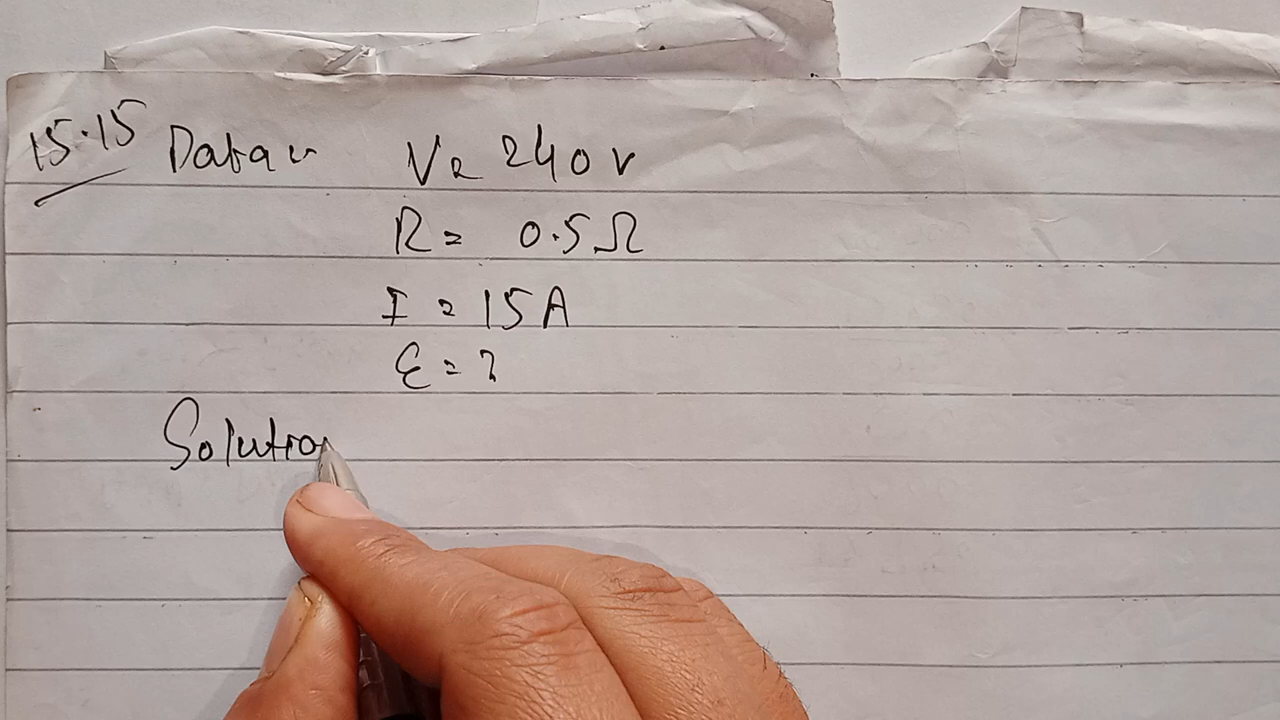 15.15 Data:- V= 240 V
R= 0.5 Ω
I = 15 A
ε = ?
Solution